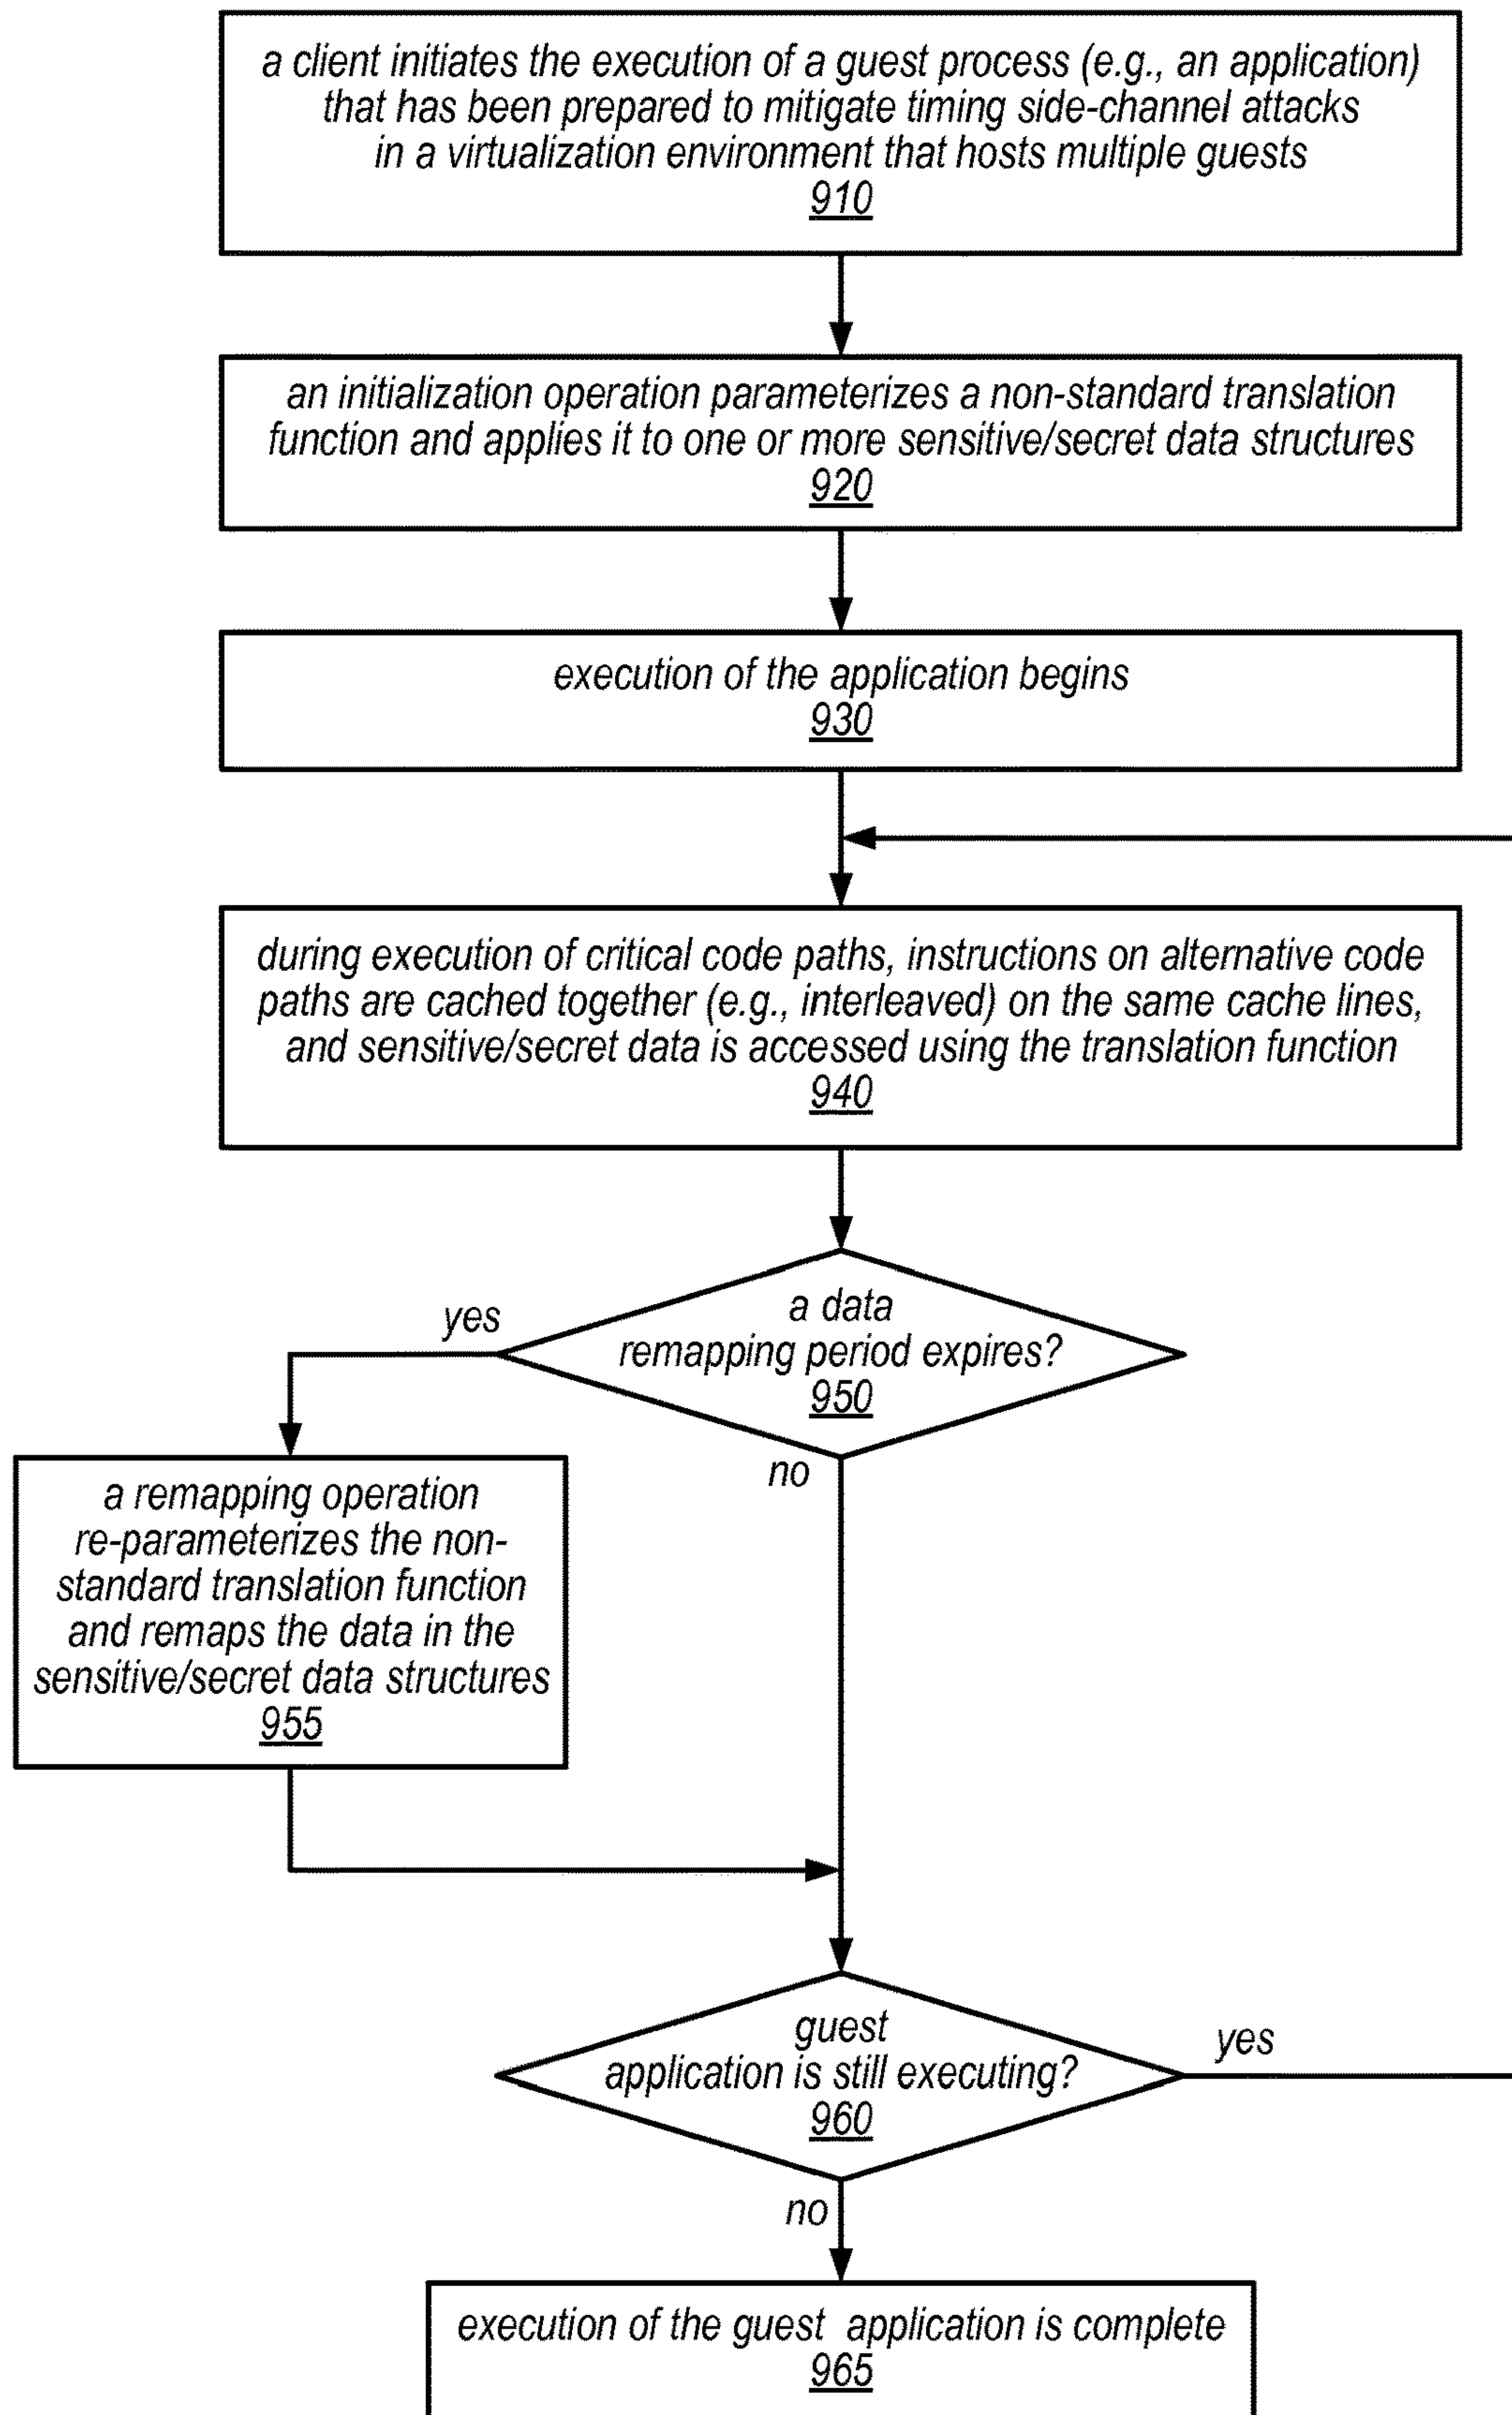 a client initiates the execution of a guest process (e.g., an application)
that has been prepared to mitigate timing side-channel attacks
in a virtualization environment that hosts multiple guests
910
an initialization operation parameterizes a non-standard translation
function and applies it to one or more sensitive/secret data structures
920
execution of the application begins
930
during execution of critical code paths, instructions on alternative code
paths are cached together (e.g., interleaved) on the same cache lines,
and sensitive/secret data is accessed using the translation function
940
a data
remapping period expires?
950
yes
no
a remapping operation
re-parameterizes the non-
standard translation function
and remaps the data in the
sensitive/secret data structures
955
guest
application is still executing?
960
yes
no
execution of the guest application is complete
965